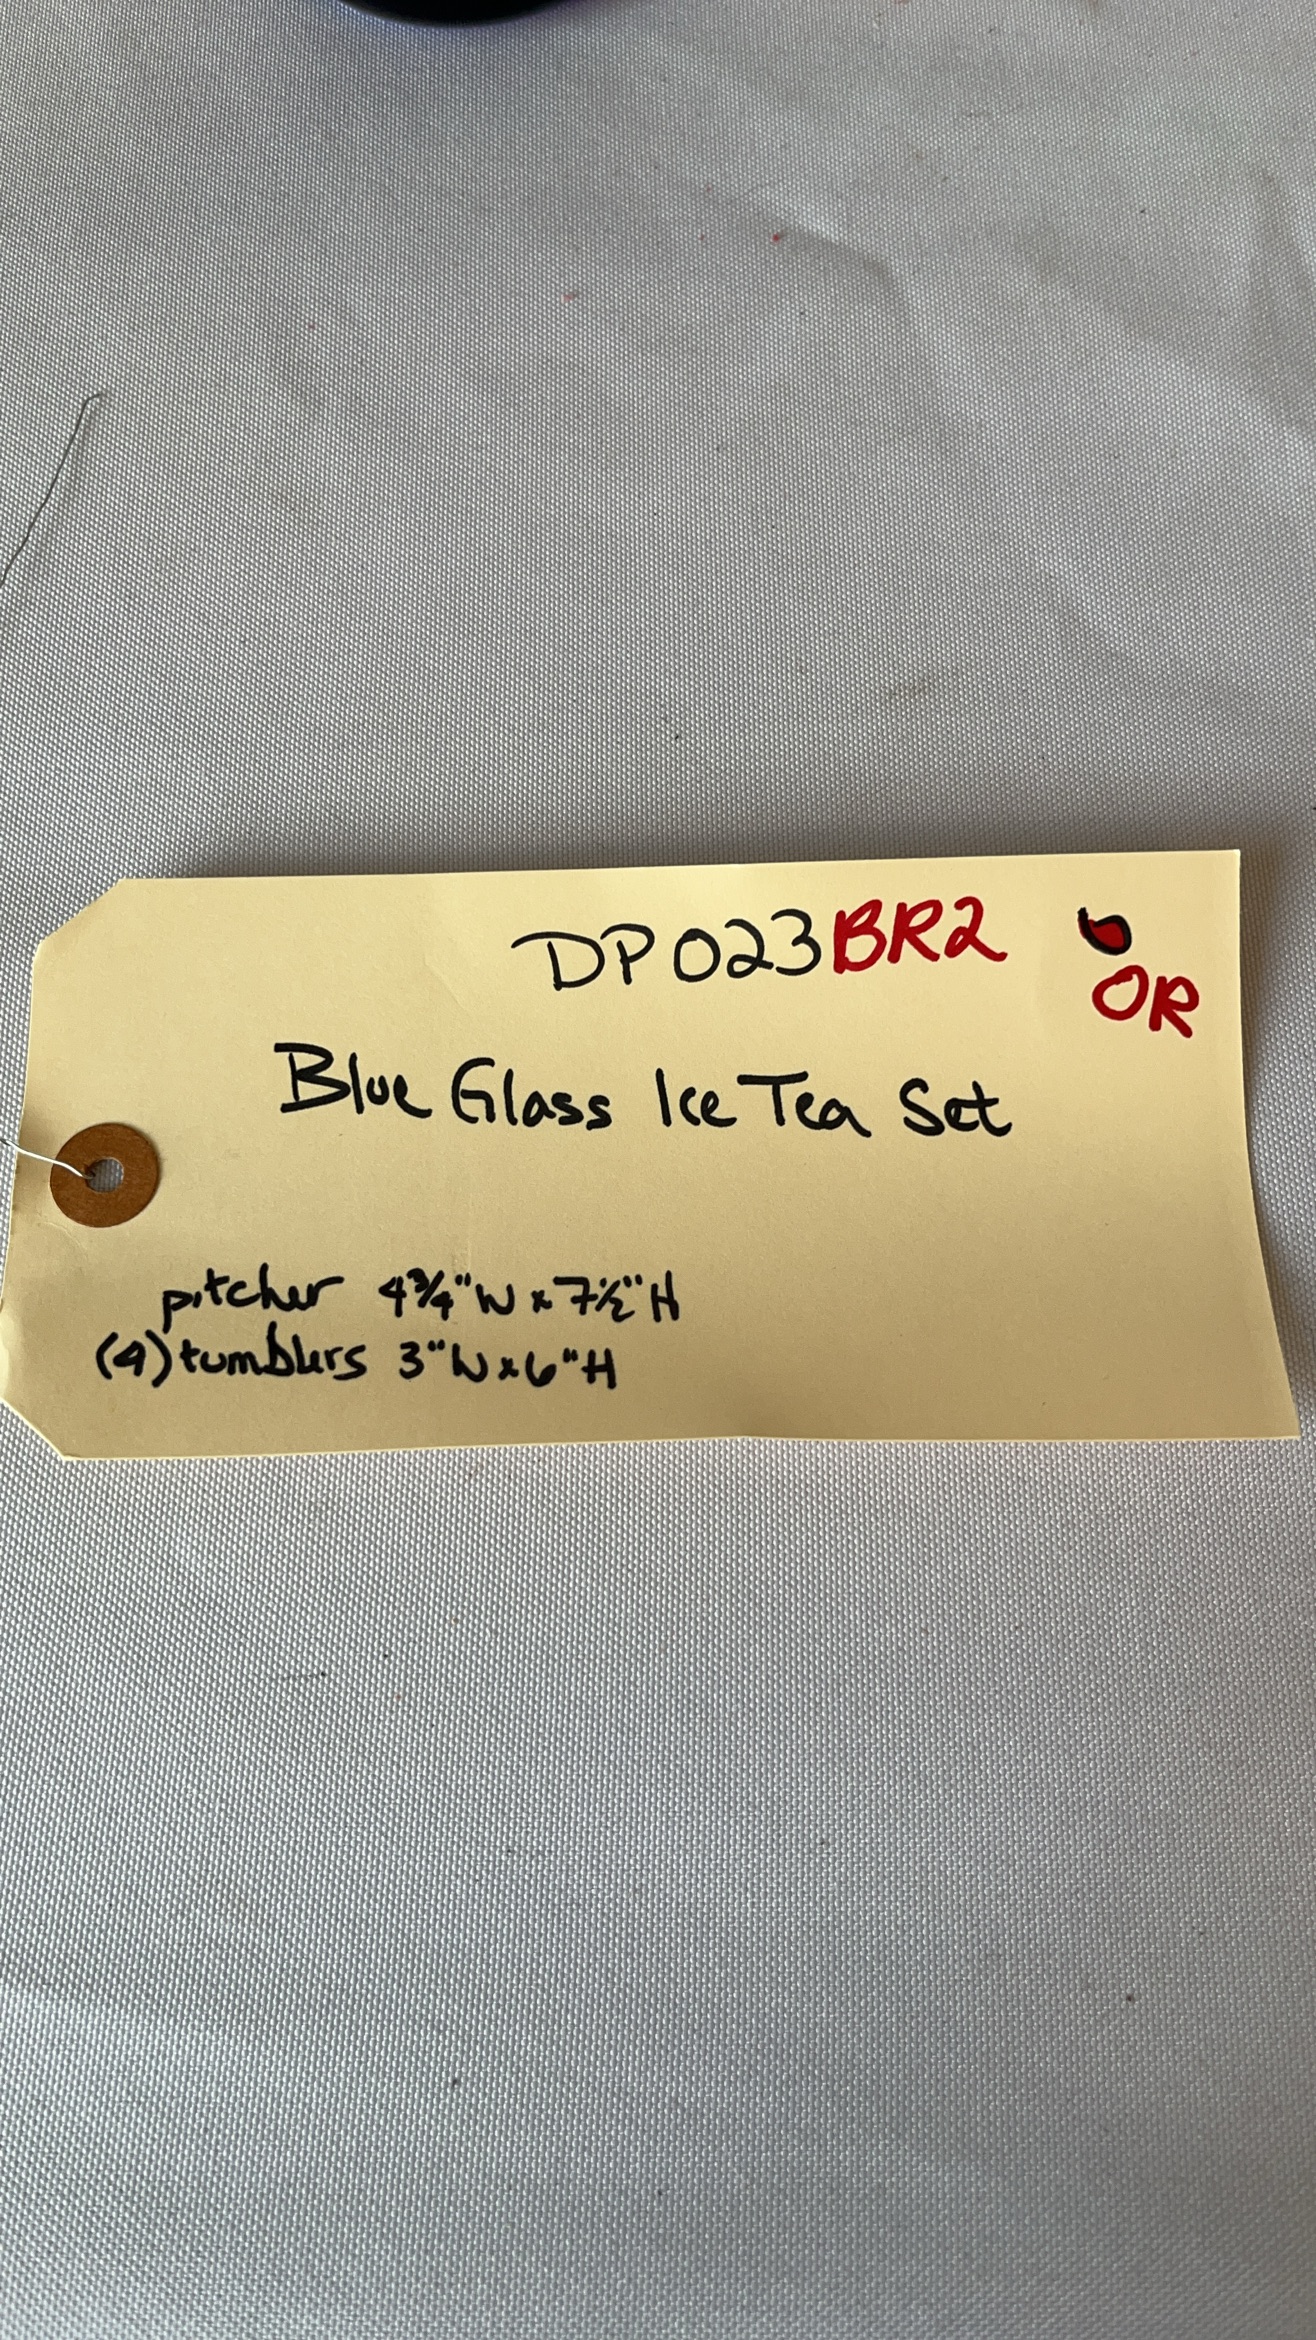 DP023BR2
OR
Blue Glass Ice Tea Set
pitcher 4¾"W x 7½"H
(4) tumblers 3"W x 6"H